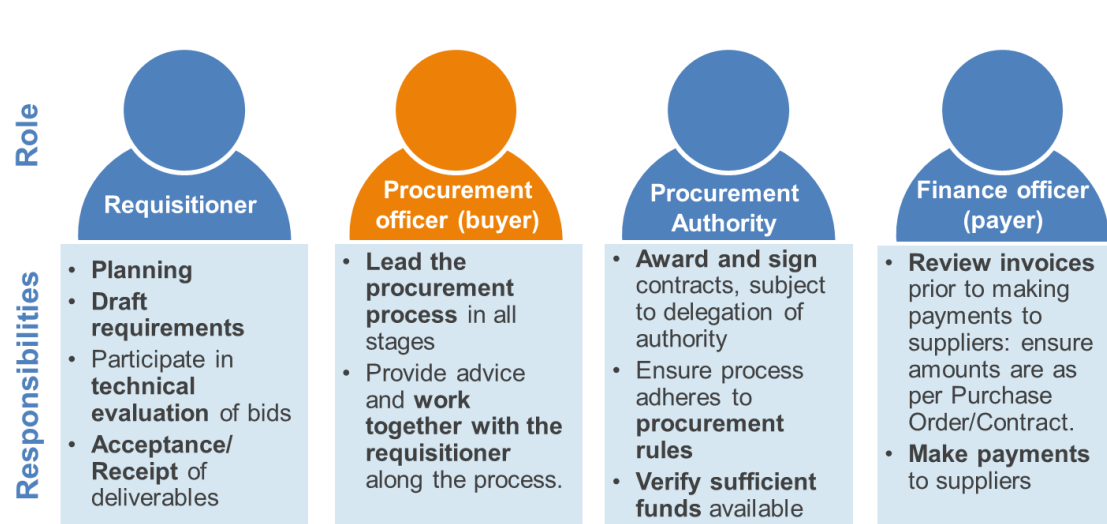 Role
Requisitioner
Procurement
officer (buyer)
Procurement
Authority
Finance officer
(payer)
Responsibilities
• Planning
• Draft
requirements
• Participate in
technical
evaluation of bids
• Acceptance/
Receipt of
deliverables
• Lead the
procurement
process in all
stages
• Provide advice
and work
together with the
requisitioner
along the process.
• Award and sign
contracts, subject
to delegation of
authority
• Ensure process
adheres to
procurement
rules
• Verify sufficient
funds available
• Review invoices
prior to making
payments to
suppliers: ensure
amounts are as
per Purchase
Order/Contract.
• Make payments
to suppliers